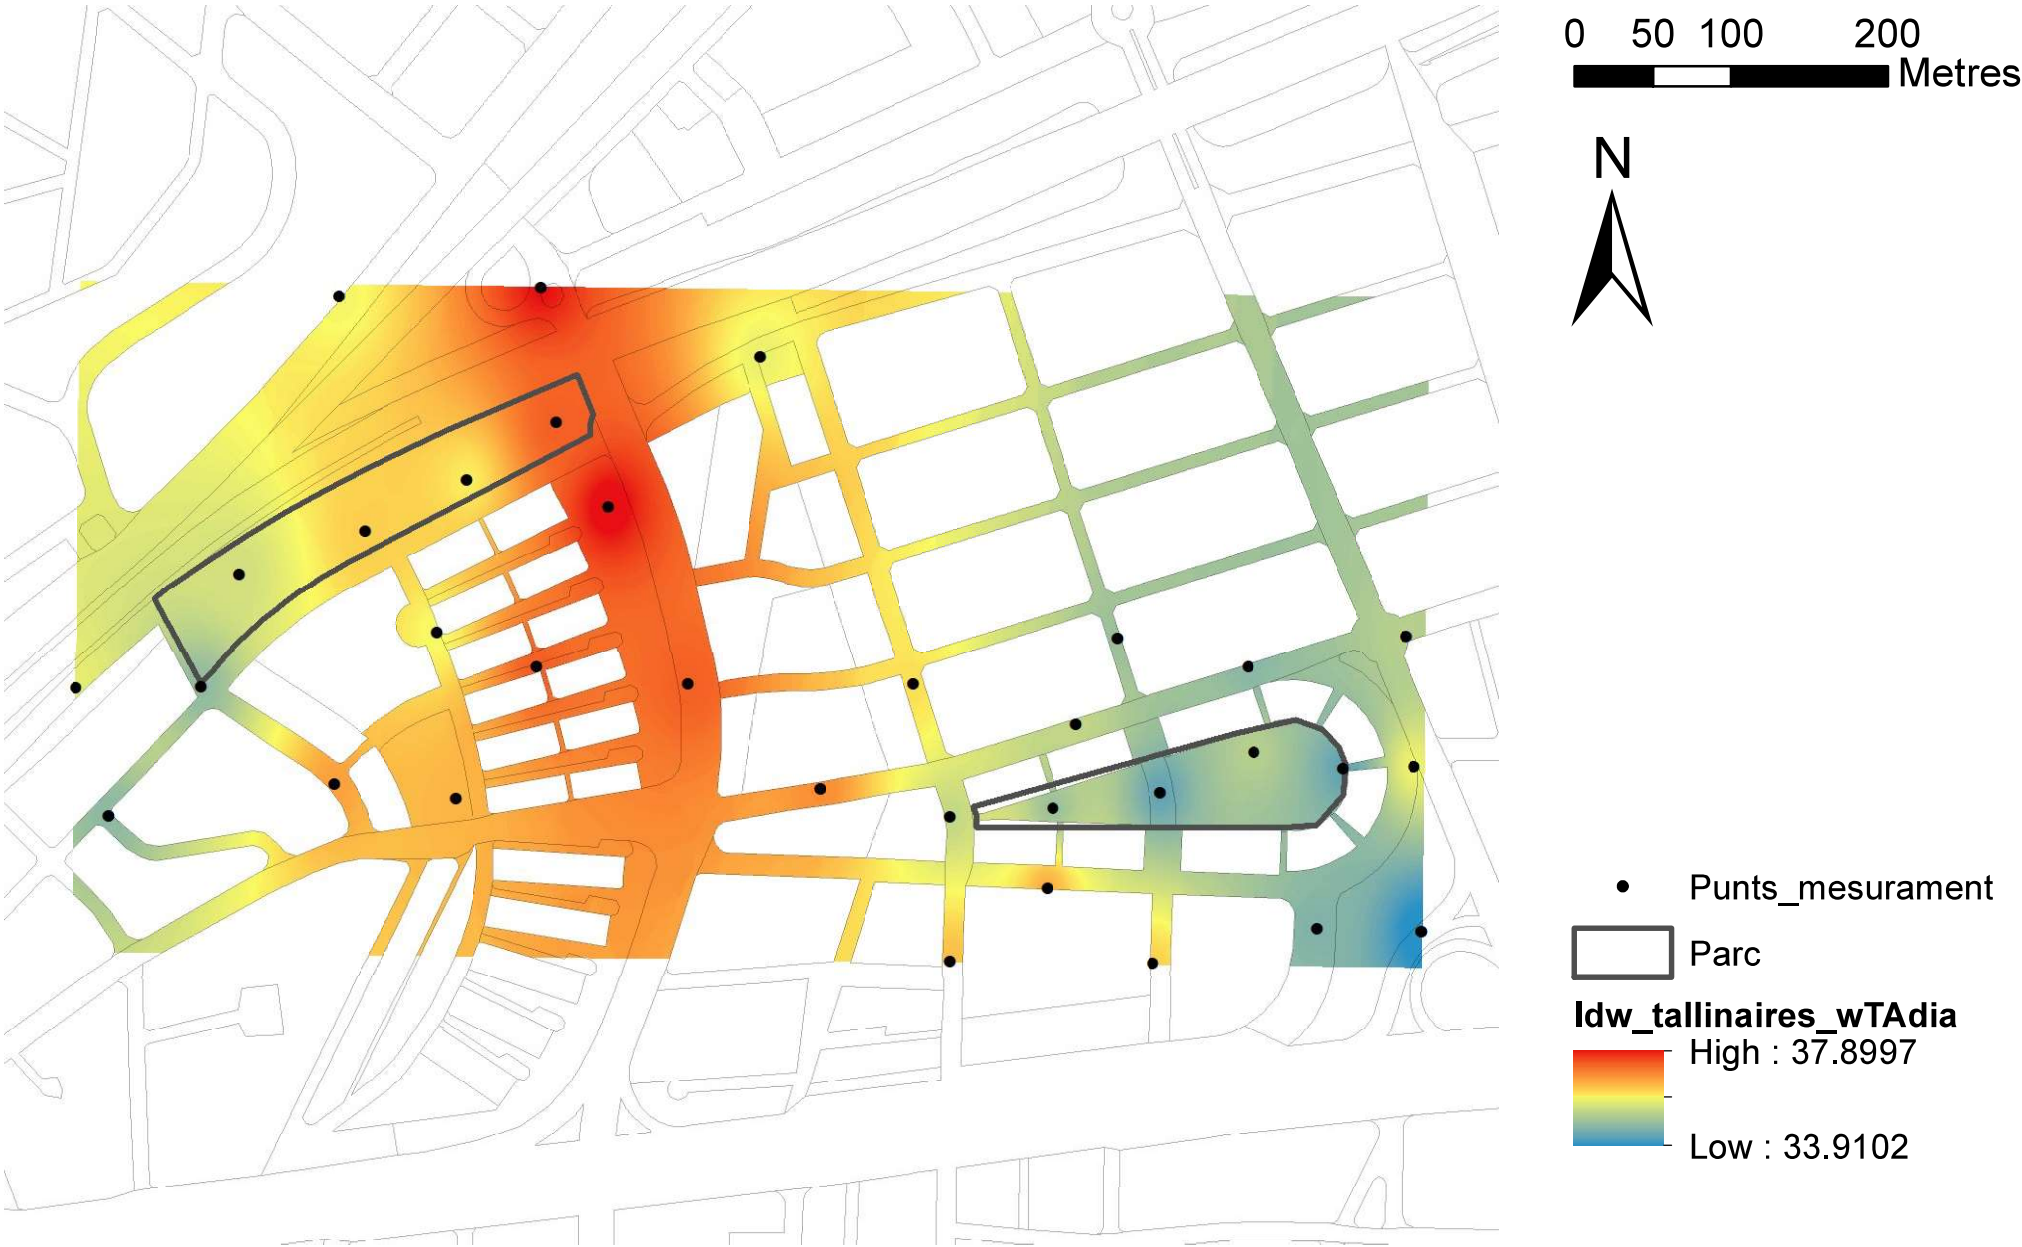 0 50 100 200
Metres
N
Punts_mesurament
Parc
Idw_tallinaires_wTAdia
High : 37.8997
Low : 33.9102